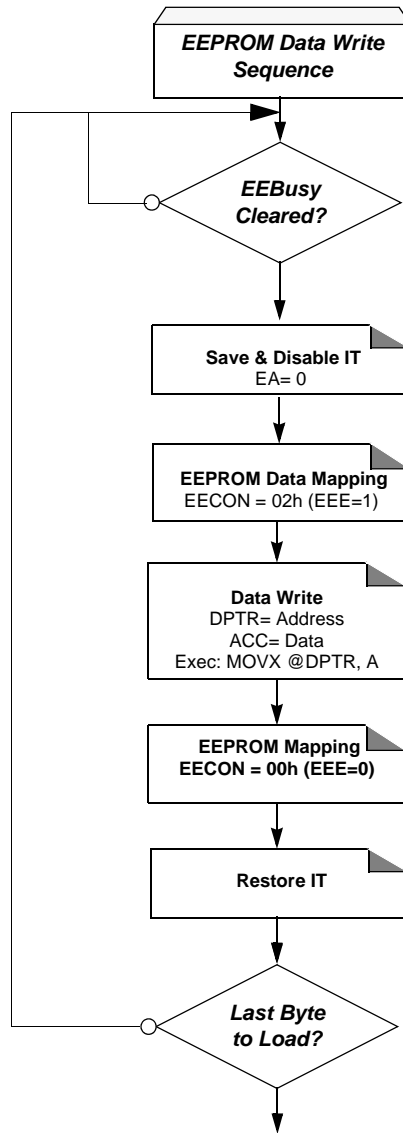 EEPROM Data Write
Sequence
EEBusy
Cleared?
Save & Disable IT
EA= 0
EEPROM Data Mapping
EECON = 02h (EEE=1)
Data Write
DPTR= Address
ACC= Data
Exec: MOVX @DPTR, A
EEPROM Mapping
EECON = 00h (EEE=0)
Restore IT
Last Byte
to Load?